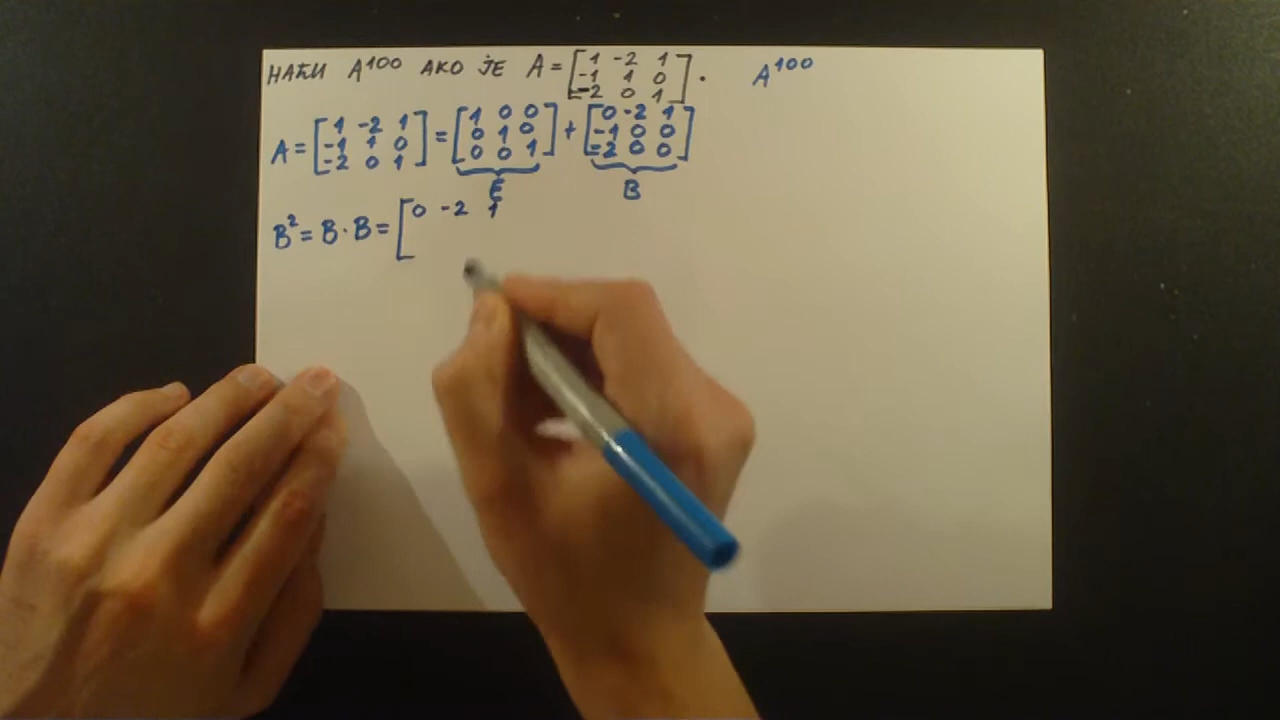 НАЋИ A¹⁰⁰ АКО ЈЕ A = [1 -2 1; -1 1 0; -2 0 1]. A¹⁰⁰
A = [1 -2 1; -1 1 0; -2 0 1] = [1 0 0; 0 1 0; 0 0 1] + [0 -2 1; -1 0 0; -2 0 0]
E B
B² = B · B = [0 -2 1